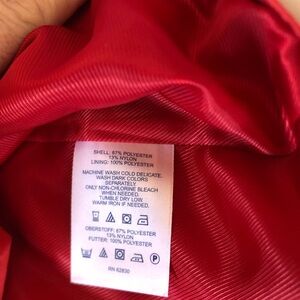 SHELL: 87% POLYESTER
13% NYLON
LINING: 100% POLYESTER
MACHINE WASH COLD DELICATE.
WASH DARK COLORS
SEPARATELY.
ONLY NON-CHLORINE BLEACH
WHEN NEEDED.
TUMBLE DRY LOW.
WARM IRON IF NEEDED.
OBERSTOFF: 87% POLYESTER
13% NYLON
FUTTER: 100% POLYESTER
P
RN 62830